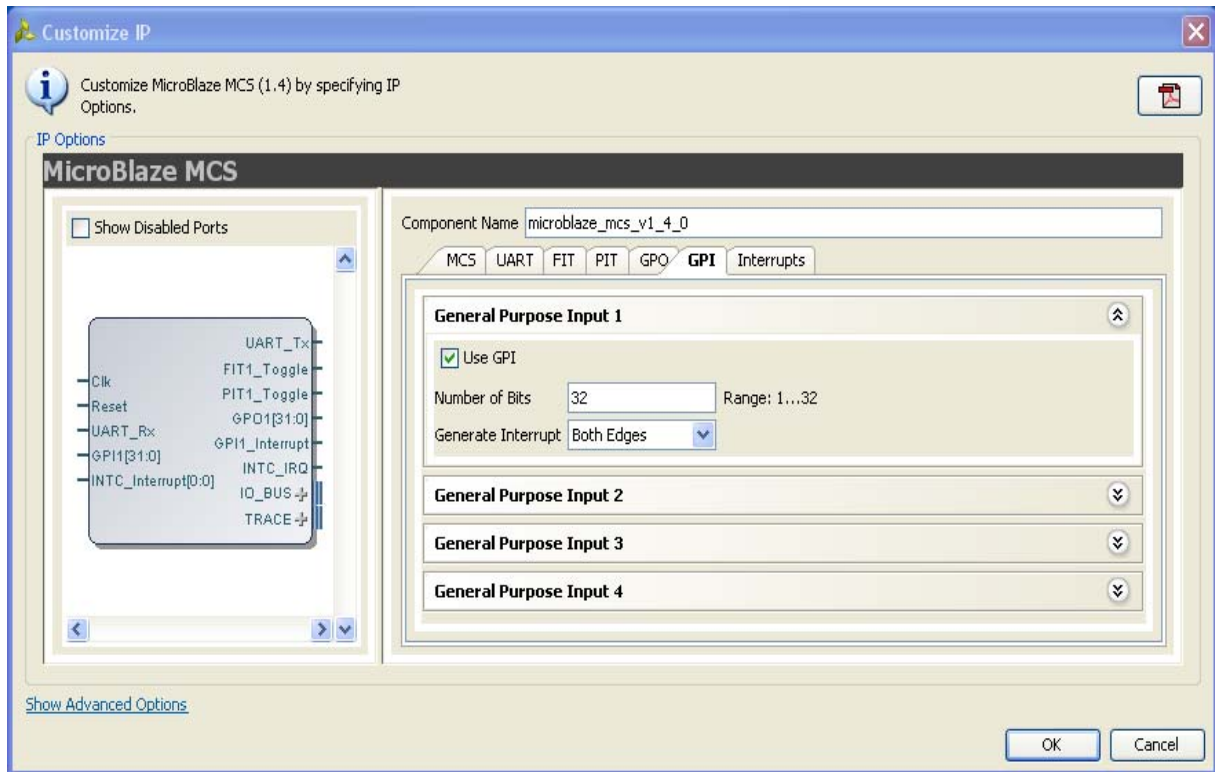 Customize IP
Customize MicroBlaze MCS (1.4) by specifying IP
Options.
IP Options
MicroBlaze MCS
Show Disabled Ports
Clk
Reset
UART_Rx
GPI1[31:0]
INTC_Interrupt[0:0]
UART_Tx
FIT1_Toggle
PIT1_Toggle
GPO1[31:0]
GPI1_Interrupt
INTC_IRQ
IO_BUS
TRACE
Component Name microblaze_mcs_v1_4_0
MCS UART FIT PIT GPO GPI Interrupts
General Purpose Input 1
Use GPI
Number of Bits 32 Range: 1...32
Generate Interrupt Both Edges
General Purpose Input 2
General Purpose Input 3
General Purpose Input 4
Show Advanced Options
OK Cancel